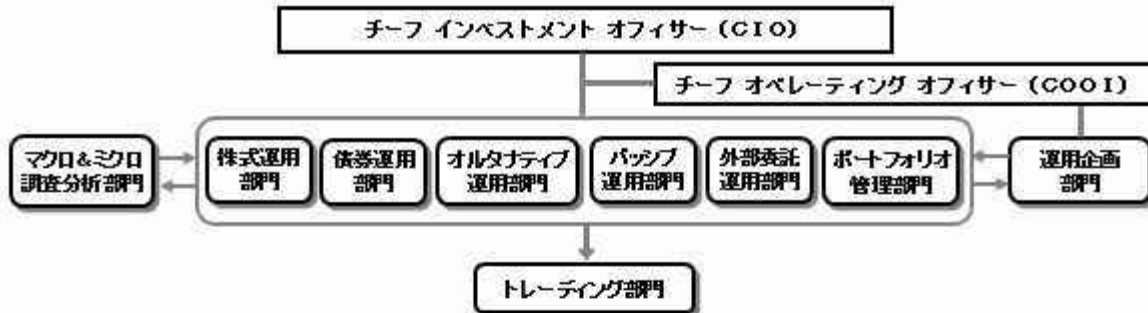 チーフ インベストメント オフィサー (CIO)
チーフ オペレーティング オフィサー (COOI)
マクロ&ミクロ
調査分析部門
株式運用
部門
債券運用
部門
オルタナティブ
運用部門
パッシブ
運用部門
外部委託
運用部門
ポートフォリオ
管理部門
運用企画
部門
トレーディング部門